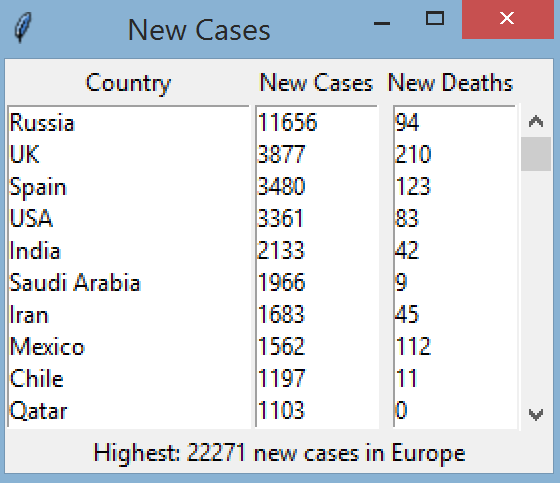 New Cases
Country New Cases New Deaths
Russia 11656 94
UK 3877 210
Spain 3480 123
USA 3361 83
India 2133 42
Saudi Arabia 1966 9
Iran 1683 45
Mexico 1562 112
Chile 1197 11
Qatar 1103 0
Highest: 22271 new cases in Europe